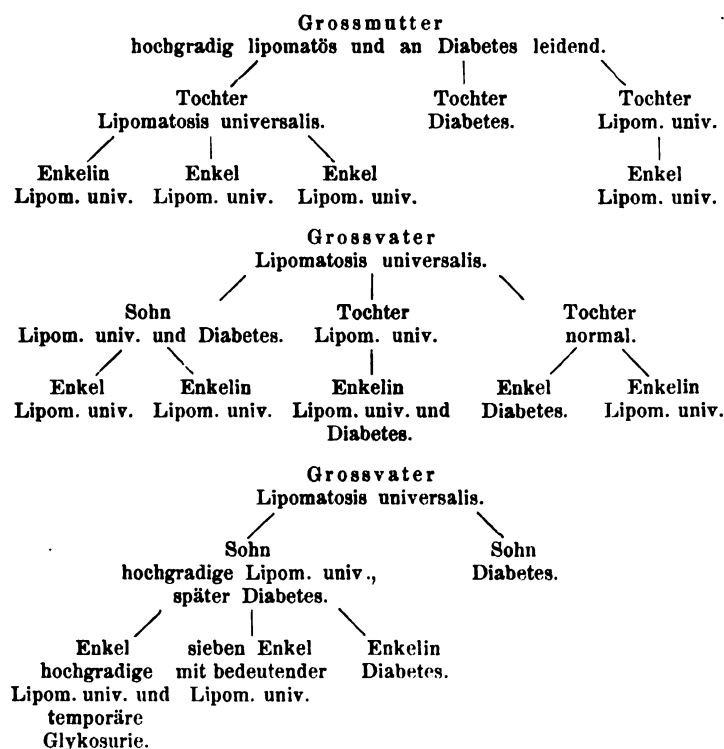 Grossmutter
hochgradig lipomatös und an Diabetes leidend.
Tochter Tochter Tochter
Lipomatosis universalis. Diabetes. Lipom. univ.
Enkelin Enkel Enkel Enkel
Lipom. univ. Lipom. univ. Lipom. univ. Lipom. univ.
Grossvater
Lipomatosis universalis.
Sohn Tochter Tochter
Lipom. univ. und Diabetes. Lipom. univ. normal.
Enkel Enkelin Enkelin Enkel Enkelin
Lipom. univ. Lipom. univ. Lipom. univ. und Diabetes. Lipom. univ.
Diabetes.
Grossvater
Lipomatosis universalis.
Sohn Sohn
hochgradige Lipom. univ., Diabetes.
später Diabetes.
Enkel sieben Enkel Enkelin
hochgradige mit bedeutender Diabetes.
Lipom. univ. und Lipom. univ.
temporäre
Glykosurie.